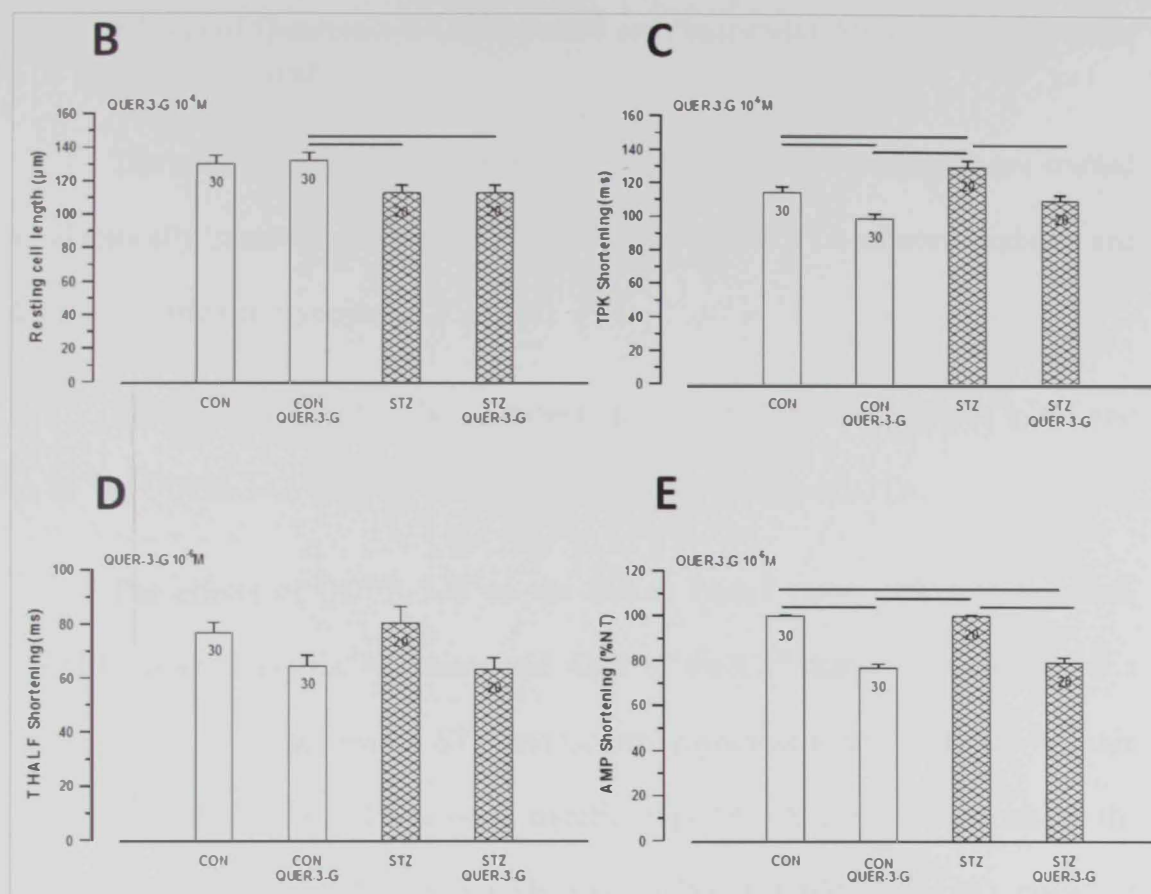 B
QUER-3-G 10⁻⁶M
Resting cell length (µm)
160
140
120
100
80
60
40
20
0
30
30
20
20
CON
CON
QUER-3-G
STZ
STZ
QUER-3-G
C
QUER-3-G 10⁻⁶M
TPK Shortening (ms)
160
140
120
100
80
60
40
20
0
30
30
20
20
CON
CON
QUER-3-G
STZ
STZ
QUER-3-G
D
QUER-3-G 10⁻⁶M
THALF Shortening (ms)
100
80
60
40
20
0
30
30
20
20
CON
CON
QUER-3-G
STZ
STZ
QUER-3-G
E
QUER-3-G 10⁻⁶M
AMP Shortening (%NT)
120
100
80
60
40
20
0
30
30
20
20
CON
CON
QUER-3-G
STZ
STZ
QUER-3-G